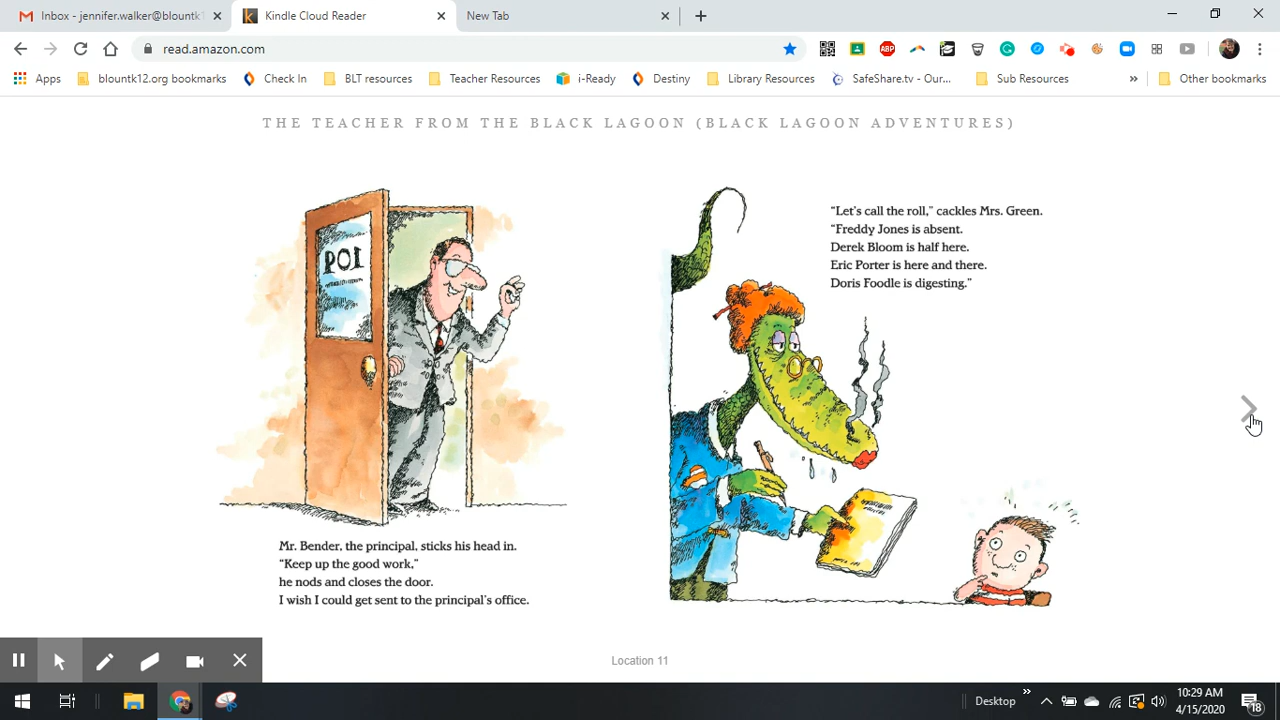 Inbox - jennifer.walker@blountk1
Kindle Cloud Reader
New Tab
read.amazon.com
ABP
Apps
blountk12.org bookmarks
Check In
BLT resources
Teacher Resources
i-Ready
Destiny
Library Resources
SafeShare.tv - Our...
Sub Resources
»
Other bookmarks
THE TEACHER FROM THE BLACK LAGOON (BLACK LAGOON ADVENTURES)
POI
Mr. Bender, the principal, sticks his head in.
“Keep up the good work,”
he nods and closes the door.
I wish I could get sent to the principal’s office.
“Let’s call the roll,” cackles Mrs. Green.
“Freddy Jones is absent.
Derek Bloom is half here.
Eric Porter is here and there.
Doris Foodle is digesting.”
Location 11
Desktop
»
10:29 AM
4/15/2020
18